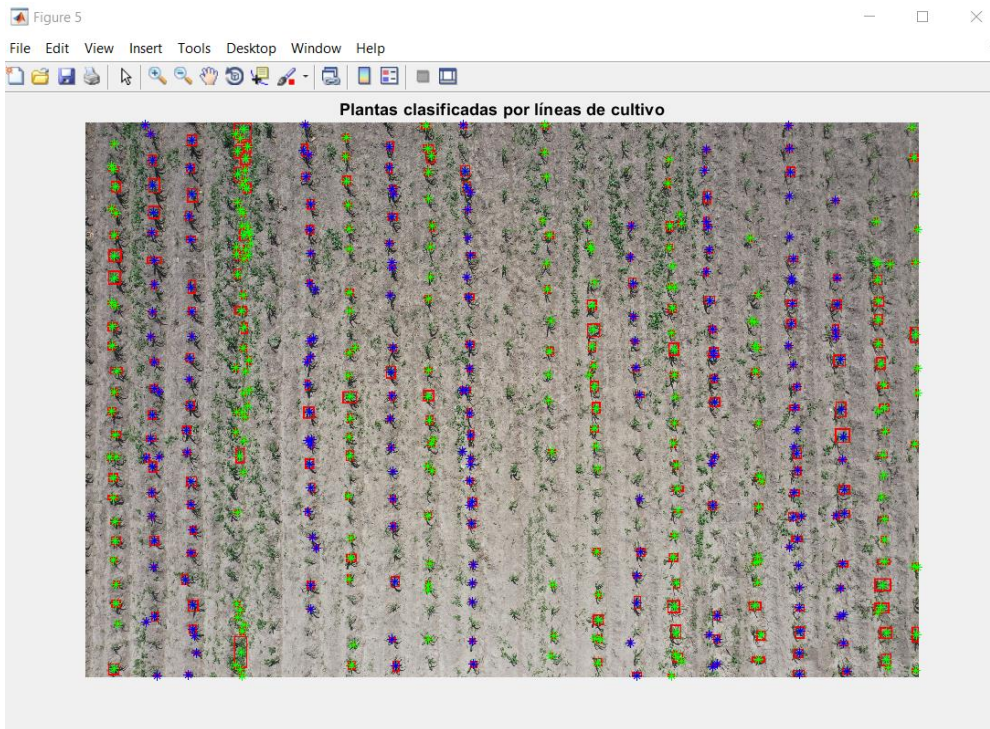 Figure 5
File Edit View Insert Tools Desktop Window Help
Plantas clasificadas por líneas de cultivo